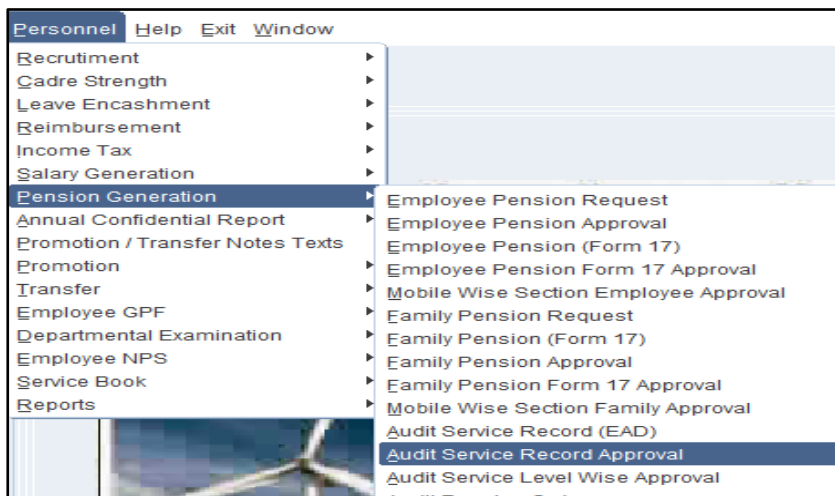 Personnel Help Exit Window
Recrutiment
Cadre Strength
Leave Encashment
Reimbursement
Income Tax
Salary Generation
Pension Generation
Annual Confidential Report
Promotion / Transfer Notes Texts
Promotion
Transfer
Employee GPF
Departmental Examination
Employee NPS
Service Book
Reports
Employee Pension Request
Employee Pension Approval
Employee Pension (Form 17)
Employee Pension Form 17 Approval
Mobile Wise Section Employee Approval
Family Pension Request
Family Pension (Form 17)
Family Pension Approval
Family Pension Form 17 Approval
Mobile Wise Section Family Approval
Audit Service Record (EAD)
Audit Service Record Approval
Audit Service Level Wise Approval